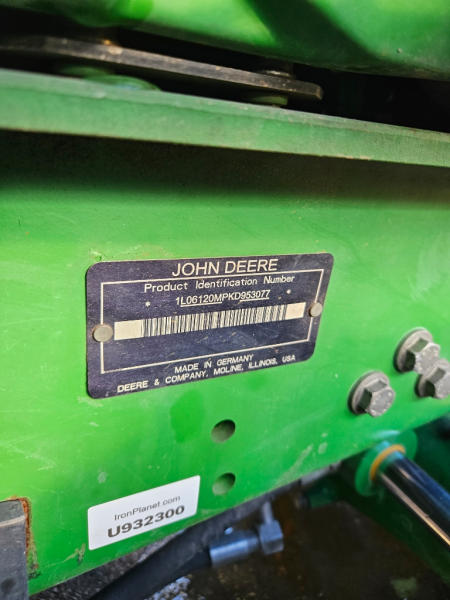 JOHN DEERE
Product Identification Number
* 1L06120MPKD953077 *
MADE IN GERMANY
DEERE & COMPANY, MOLINE, ILLINOIS, USA
IronPlanet.com
U932300